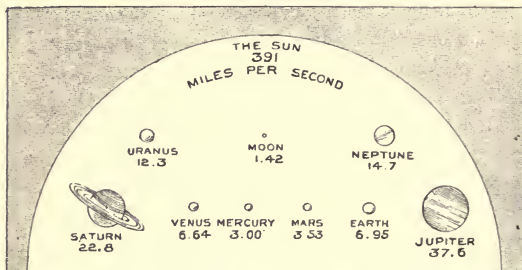 THE SUN
391
MILES PER SECOND
URANUS
12.3
MOON
1.42
NEPTUNE
14.7
SATURN
22.8
VENUS
6.64
MERCURY
3.00
MARS
3.53
EARTH
6.95
JUPITER
37.6